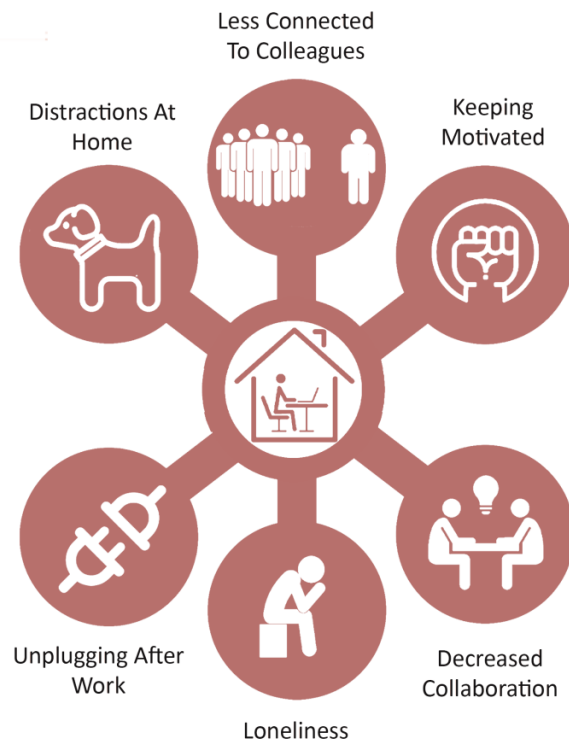 Less Connected
To Colleagues
Distractions At
Home
Keeping
Motivated
Unplugging After
Work
Decreased
Collaboration
Loneliness